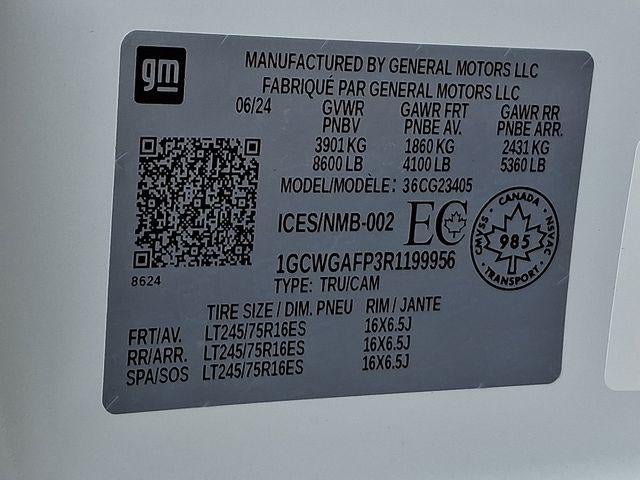 gm
MANUFACTURED BY GENERAL MOTORS LLC
FABRIQUÉ PAR GENERAL MOTORS LLC
06/24 GVWR GAWR FRT GAWR RR
PNBV PNBE AV. PNBE ARR.
3901 KG 1860 KG 2431 KG
8600 LB 4100 LB 5360 LB
MODEL/MODÈLE: 36CG23405
ICES/NMB-002 EC
CANADA
SSAMVC 985 NSVAC
TRANSPORT
8624
1GCWGAFP3R1199956
TYPE: TRU/CAM
TIRE SIZE / DIM. PNEU RIM / JANTE
FRT/AV. LT245/75R16ES 16X6.5J
RR/ARR. LT245/75R16ES 16X6.5J
SPA/SOS LT245/75R16ES 16X6.5J